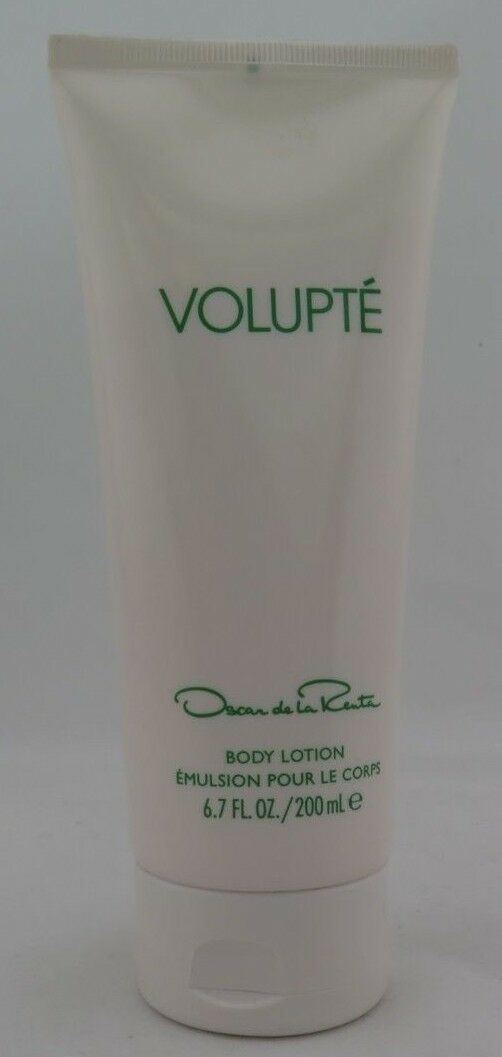 VOLUPTÉ
Oscar de la Renta
BODY LOTION
ÉMULSION POUR LE CORPS
6.7 FL. OZ./200 mL e